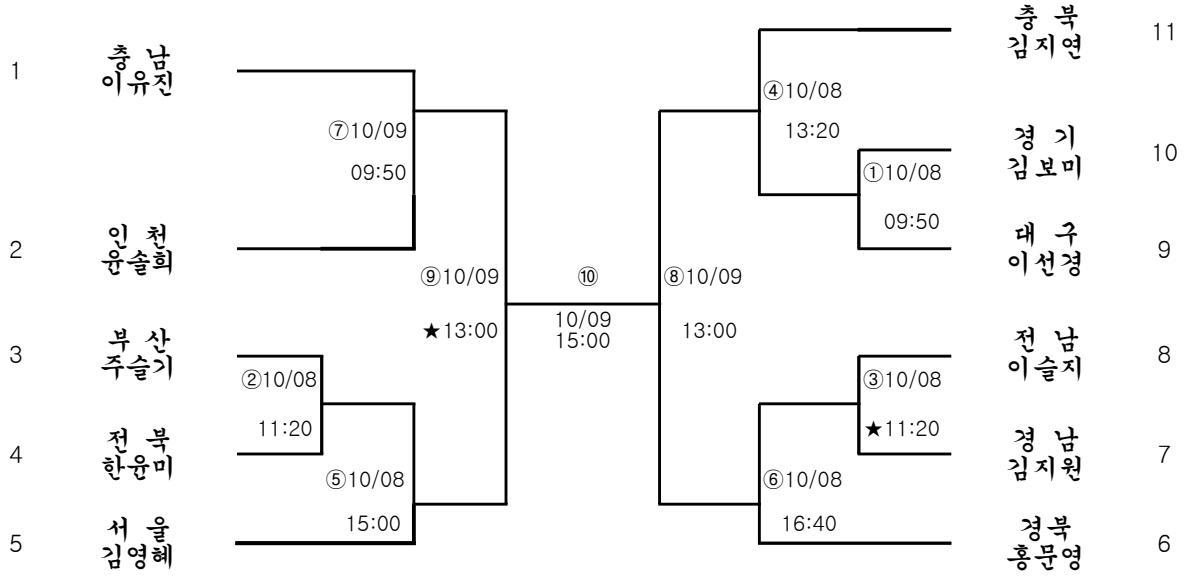 충 북
김지연
11
1
충 남
이유진
④10/08
13:20
⑦10/09
09:50
경 기
김보미
10
①10/08
09:50
2
인 천
윤솔희
대 구
이선경
9
⑨10/09
★13:00
⑩
10/09
15:00
⑧10/09
13:00
3
부 산
주슬기
②10/08
11:20
전 남
이슬지
8
③10/08
★11:20
4
전 북
한윤미
경 남
김지원
7
⑤10/08
15:00
⑥10/08
16:40
5
서 울
김영혜
경북
홍문영
6